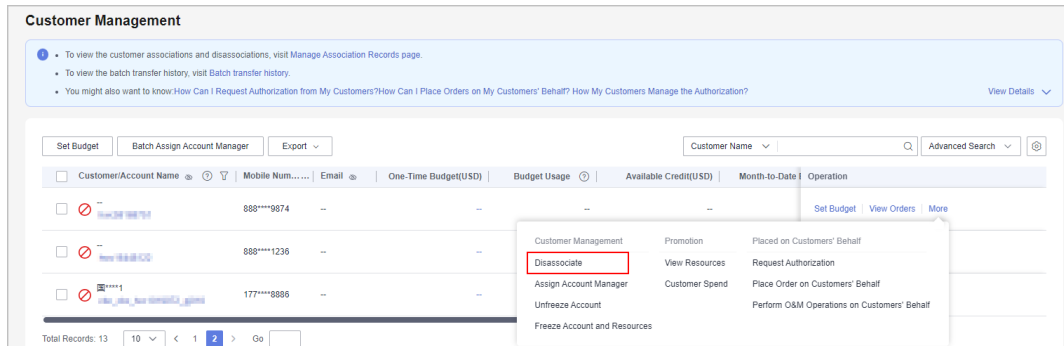 Customer Management
• To view the customer associations and disassociations, visit Manage Association Records page.
• To view the batch transfer history, visit Batch transfer history.
• You might also want to know:How Can I Request Authorization from My Customers?How Can I Place Orders on My Customers' Behalf? How My Customers Manage the Authorization? View Details
Set Budget Batch Assign Account Manager Export Customer Name Advanced Search
Customer/Account Name Mobile Num...... Email One-Time Budget(USD) Budget Usage Available Credit(USD) Month-to-Date Operation
-- 888****9874 -- -- -- -- Set Budget View Orders More
-- 888****1236 -- --
国****1 177****8886 -- --
Customer Management Promotion Placed on Customers' Behalf
Disassociate View Resources Request Authorization
Assign Account Manager Customer Spend Place Order on Customers' Behalf
Unfreeze Account Perform O&M Operations on Customers' Behalf
Freeze Account and Resources
Total Records: 13 10 < 1 2 > Go